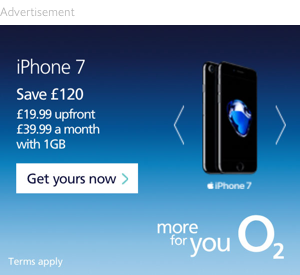 Advertisement
iPhone 7
Save £120
£19.99 upfront
£39.99 a month
with 1GB
Get yours now
iPhone 7
more
for you O2
Terms apply